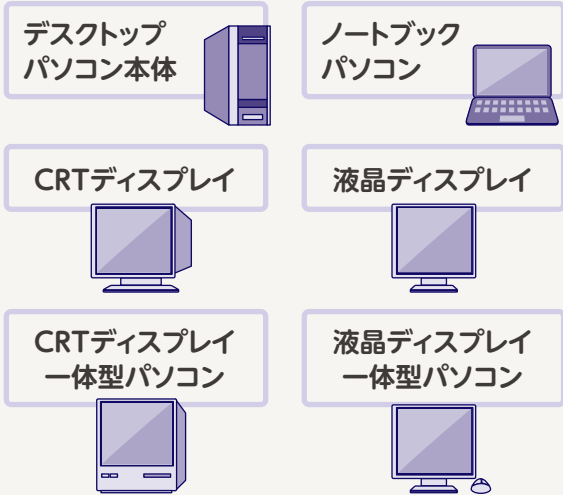 デスクトップ
パソコン本体
ノートブック
パソコン
CRTディスプレイ
液晶ディスプレイ
CRTディスプレイ
一体型パソコン
液晶ディスプレイ
一体型パソコン